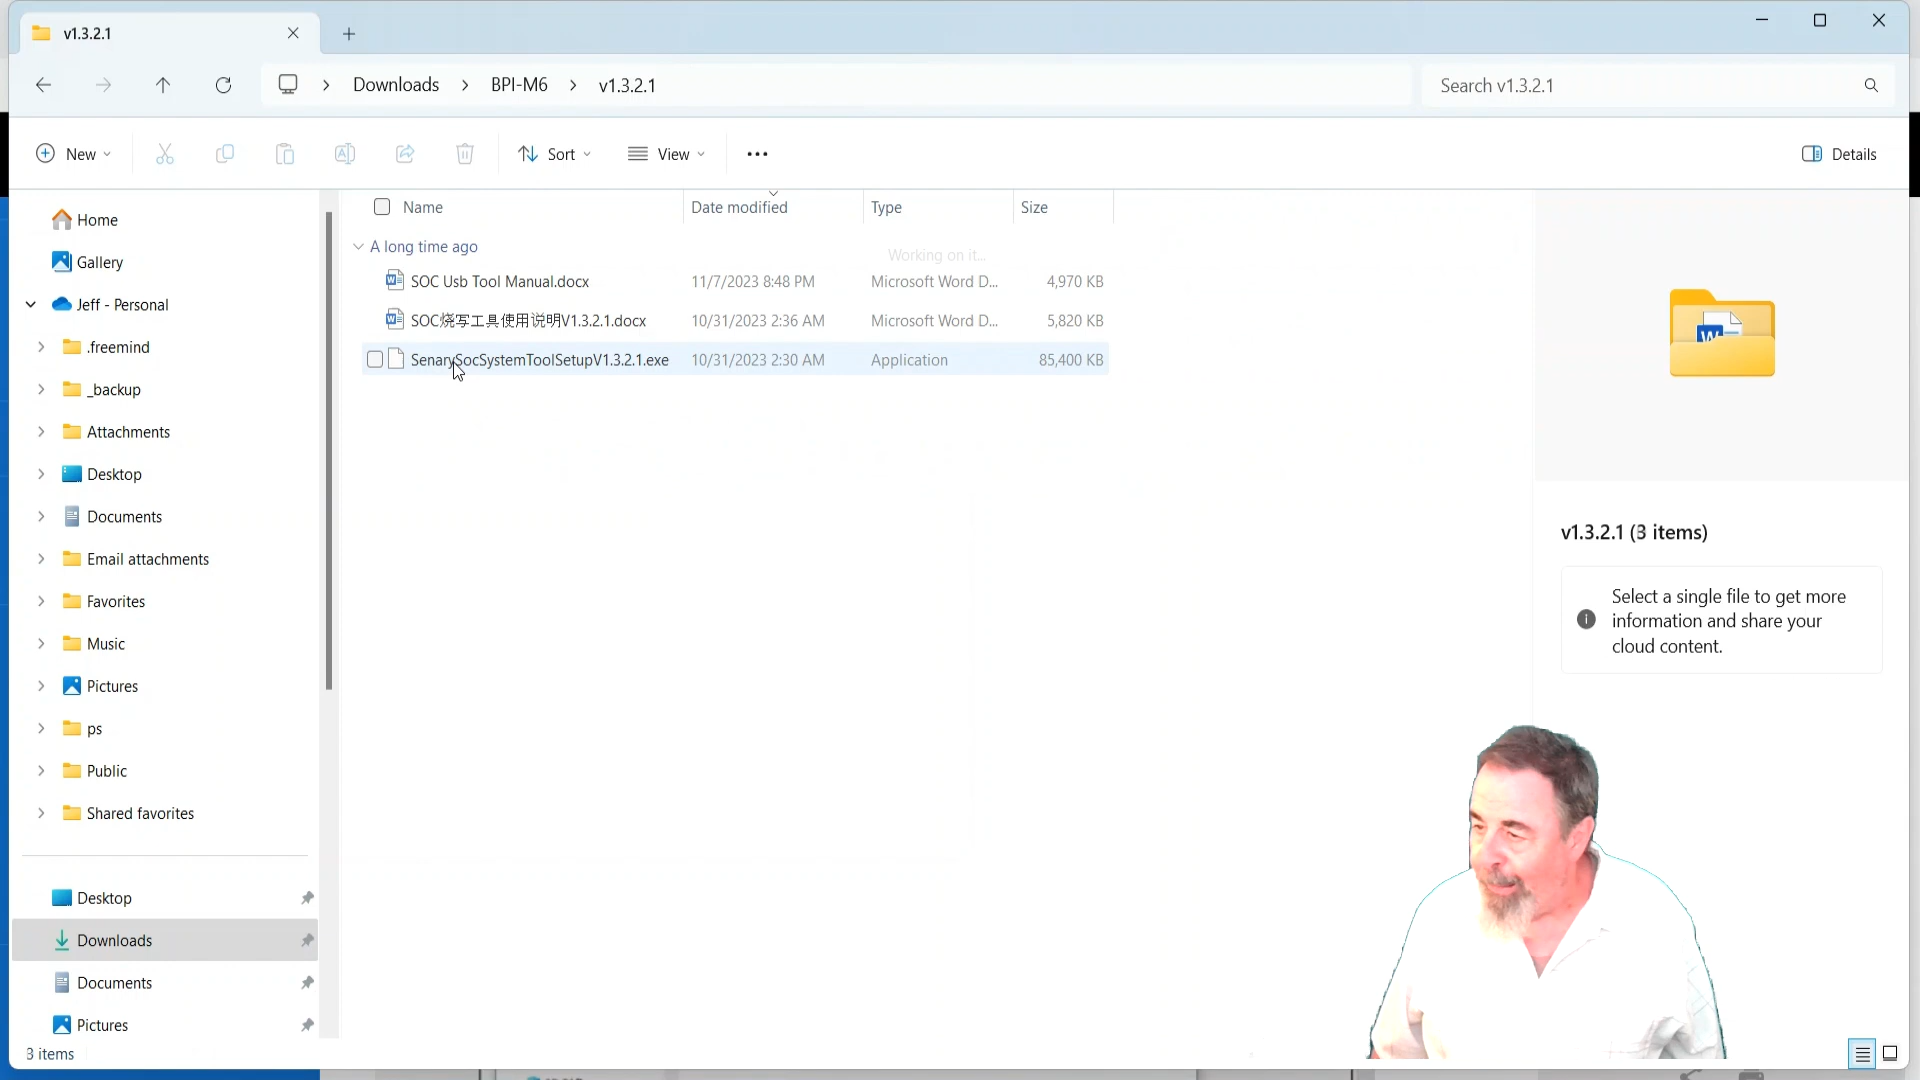 v1.3.2.1
Downloads
BPI-M6
v1.3.2.1
Search v1.3.2.1
New
Sort
View
Details
Home
Gallery
Jeff - Personal
.freemind
_backup
Attachments
Desktop
Documents
Email attachments
Favorites
Music
Pictures
ps
Public
Shared favorites
Desktop
Downloads
Documents
Pictures
3 items
Name Date modified Type Size
A long time ago
Working on it...
SOC Usb Tool Manual.docx 11/7/2023 8:48 PM Microsoft Word D... 4,970 KB
SOC烧写工具使用说明V1.3.2.1.docx 10/31/2023 2:36 AM Microsoft Word D... 5,820 KB
SenarySocSystemToolSetupV1.3.2.1.exe 10/31/2023 2:30 AM Application 85,400 KB
v1.3.2.1 (3 items)
Select a single file to get more
information and share your
cloud content.